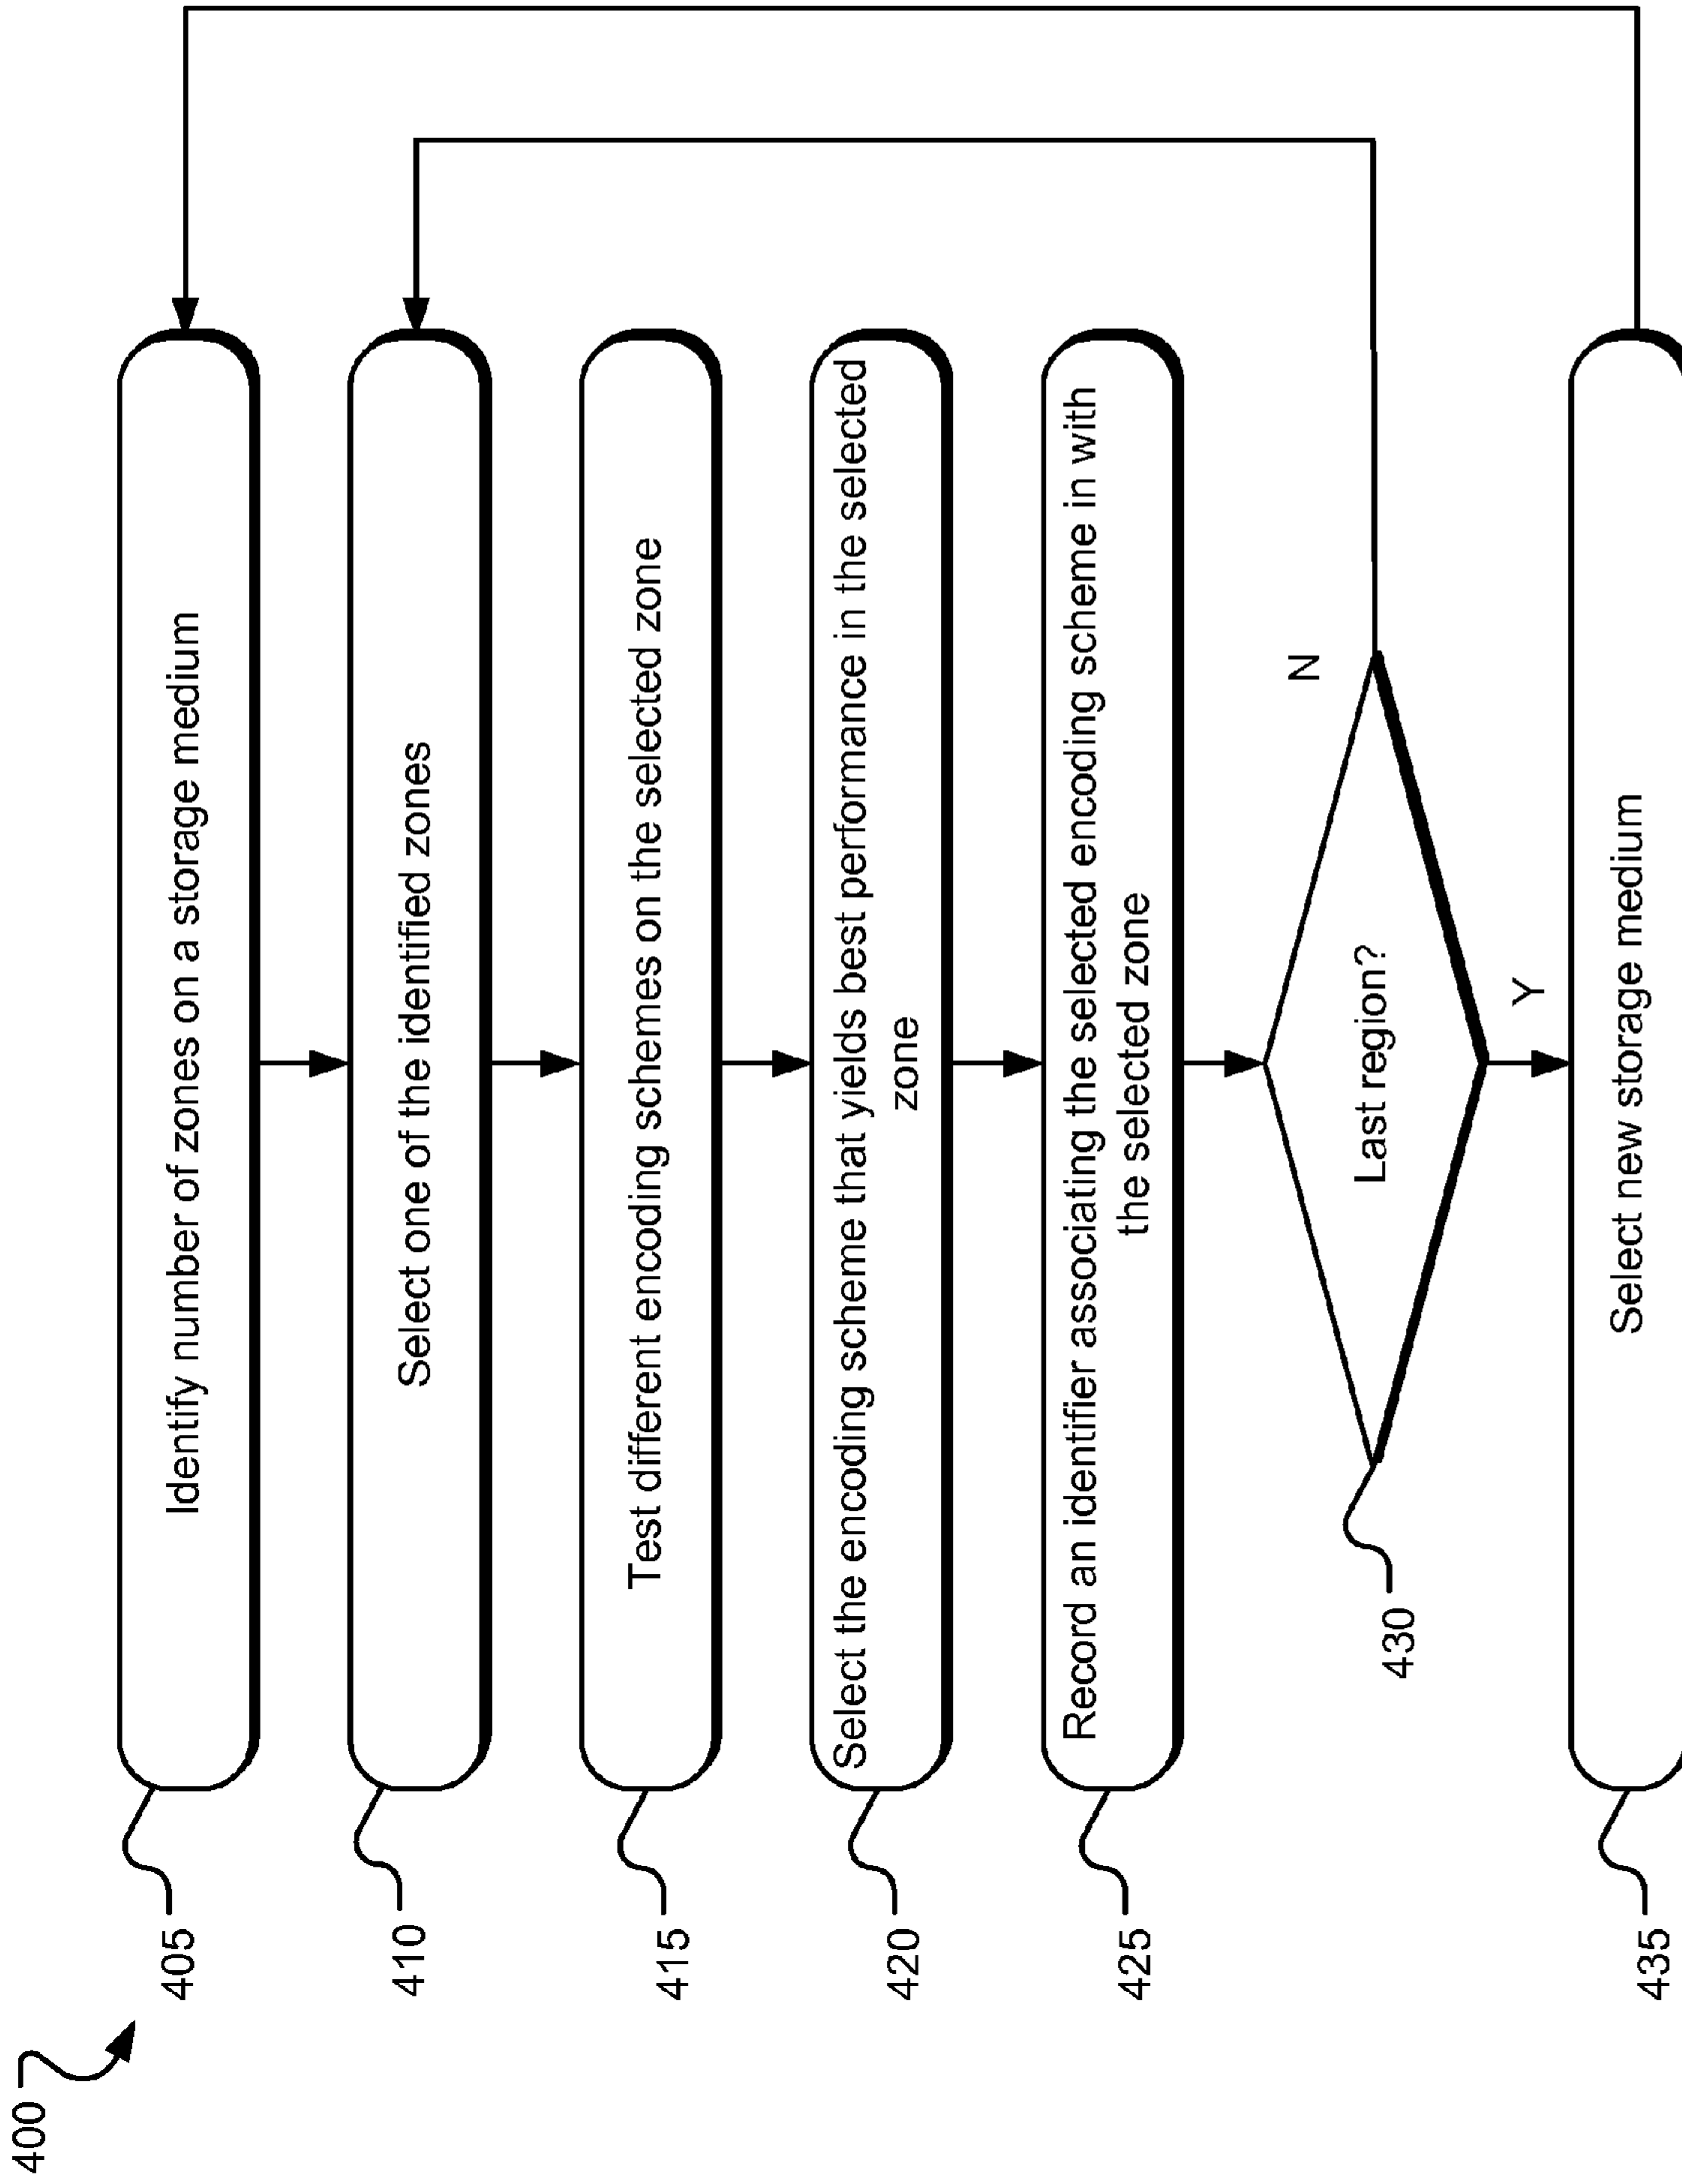 400
405
Identify number of zones on a storage medium
410
Select one of the identified zones
415
Test different encoding schemes on the selected zone
420
Select the encoding scheme that yields best performance in the selected
zone
425
Record an identifier associating the selected encoding scheme in with
the selected zone
430
Last region?
N
Y
435
Select new storage medium